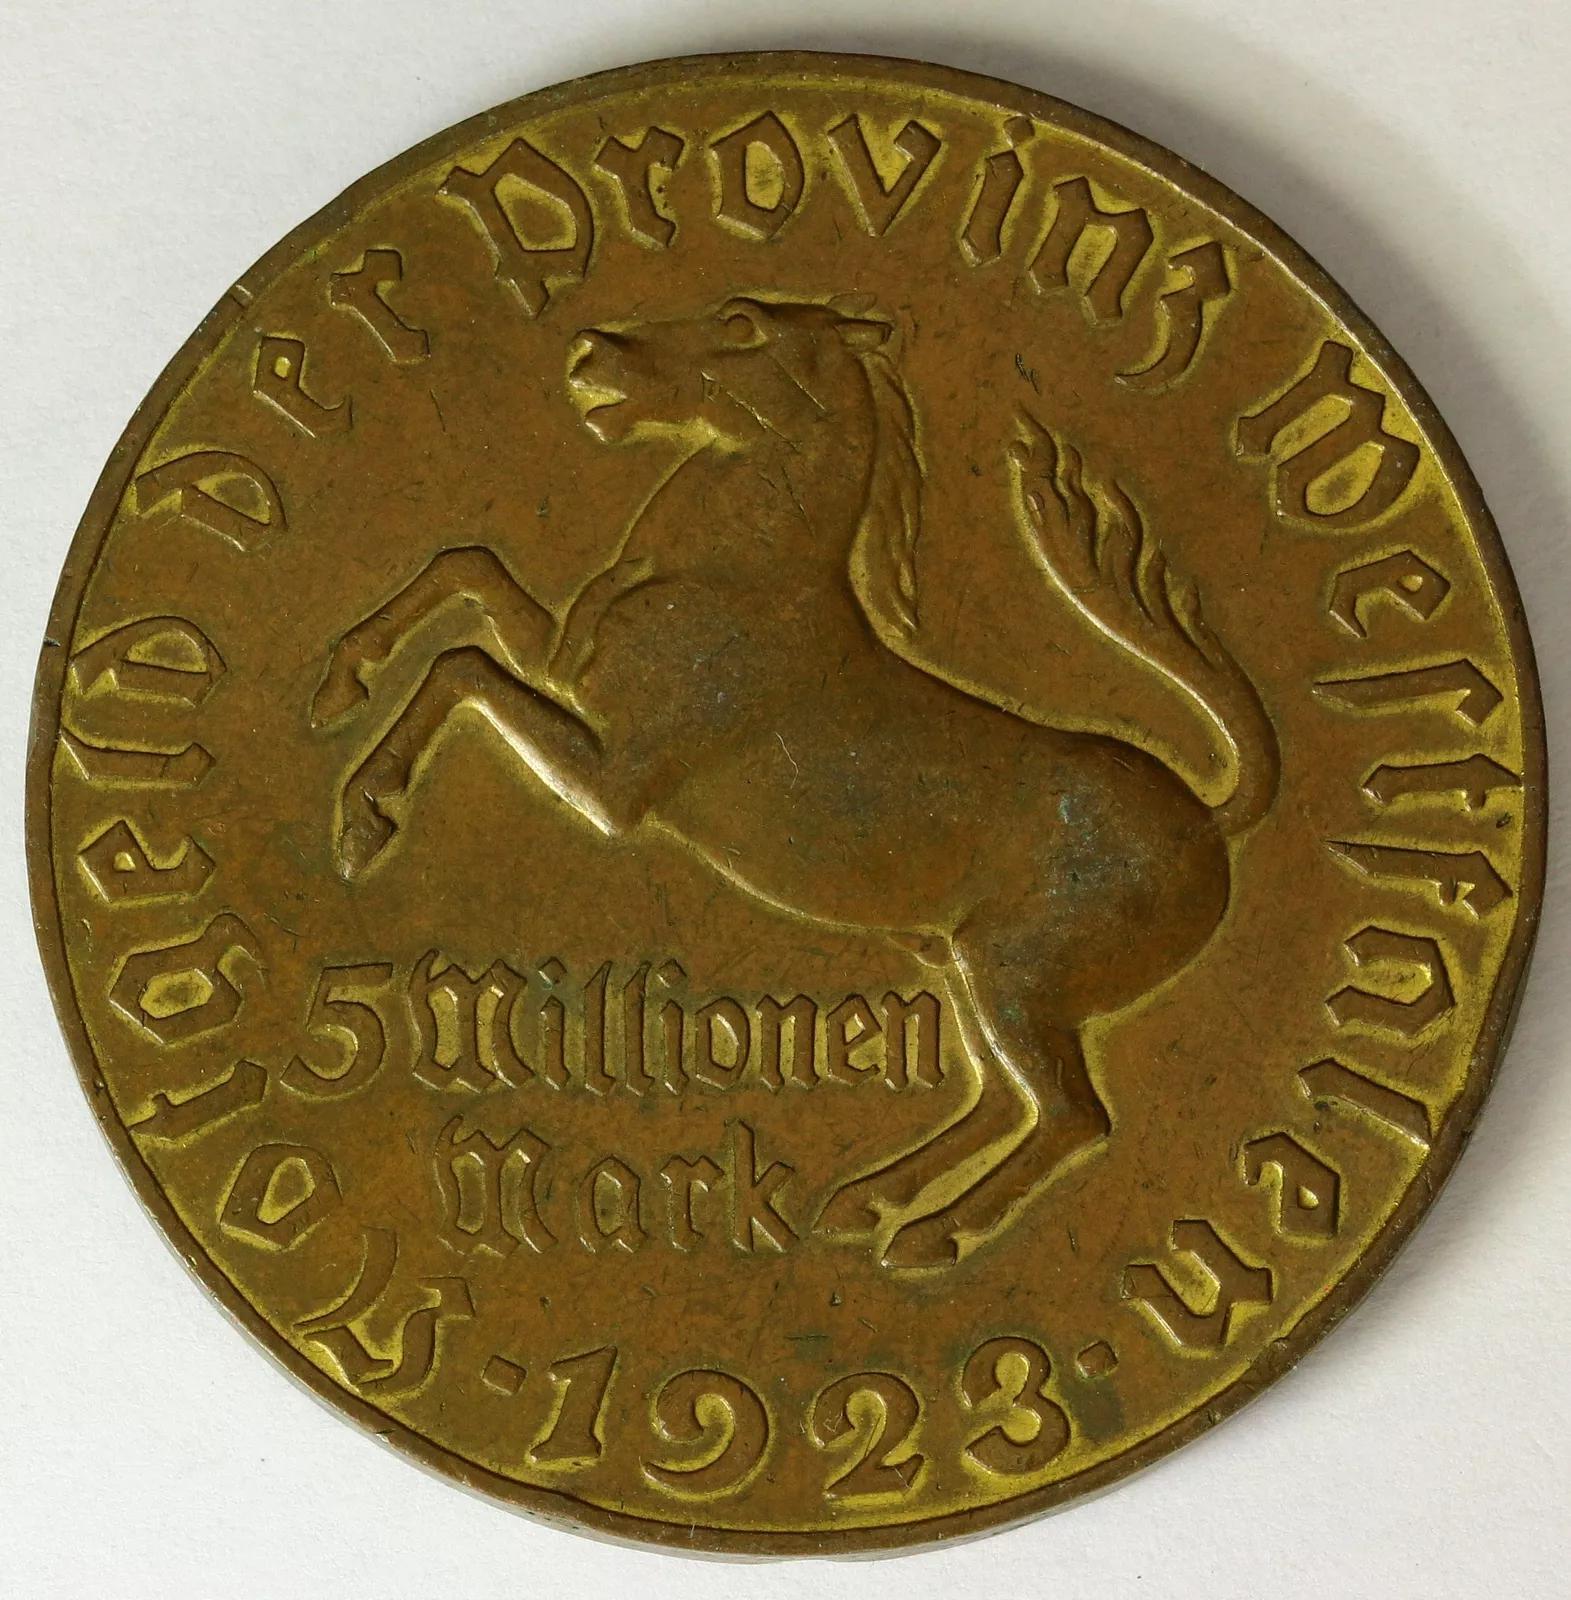 Notgeld der Provinz Westfalen
5 Millionen
Mark
· 1923 ·